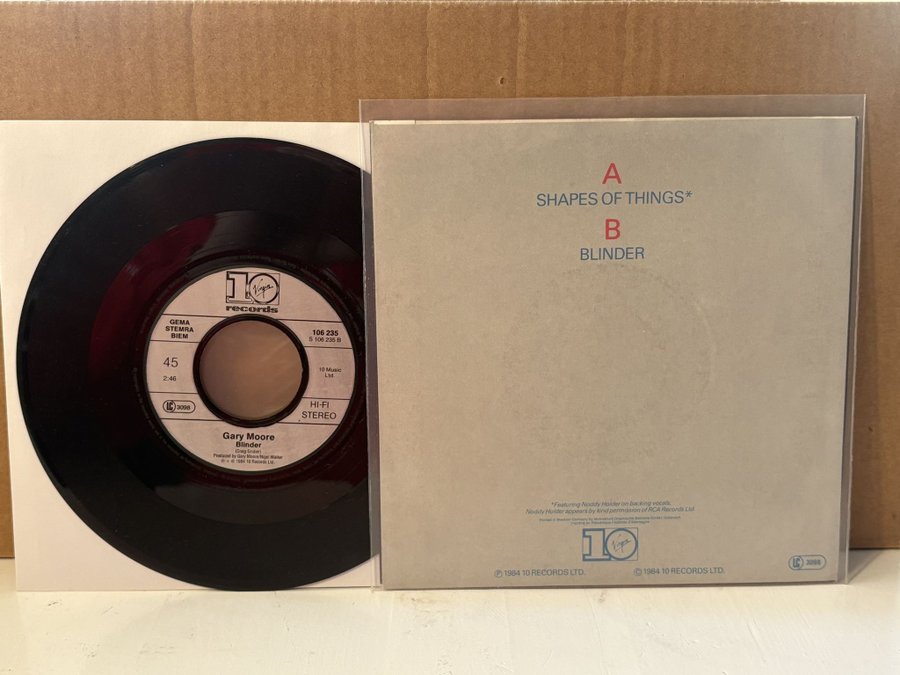 10
Virgin
records
GEMA
STEMRA
BIEM
106 235
S 106 235 B
45
2:46
10 Music
Ltd.
LC 3098
HI-FI
STEREO
Gary Moore
Blinder
(Craig Gruber)
Produced by Gary Moore/Nigel Walker
℗ + © 1984 10 Records Ltd.
A
SHAPES OF THINGS*
B
BLINDER
*Featuring Noddy Holder on backing vocals.
Noddy Holder appears by kind permission of RCA Records Ltd.
10
Virgin
℗ 1984 10 RECORDS LTD.
© 1984 10 RECORDS LTD.
LC 3098